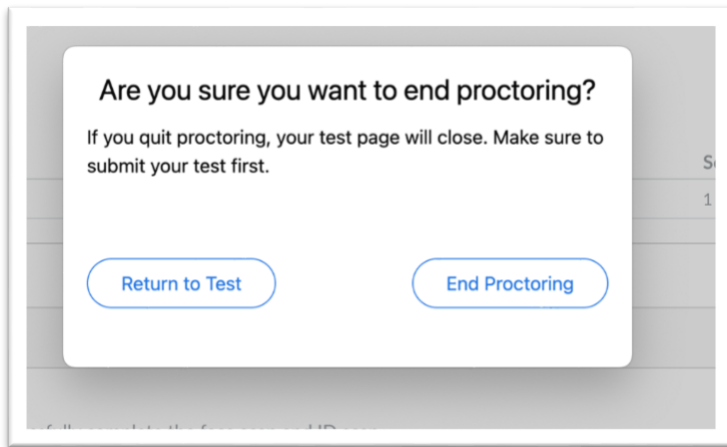 Are you sure you want to end proctoring?
If you quit proctoring, your test page will close. Make sure to
submit your test first.
1
Return to Test
End Proctoring